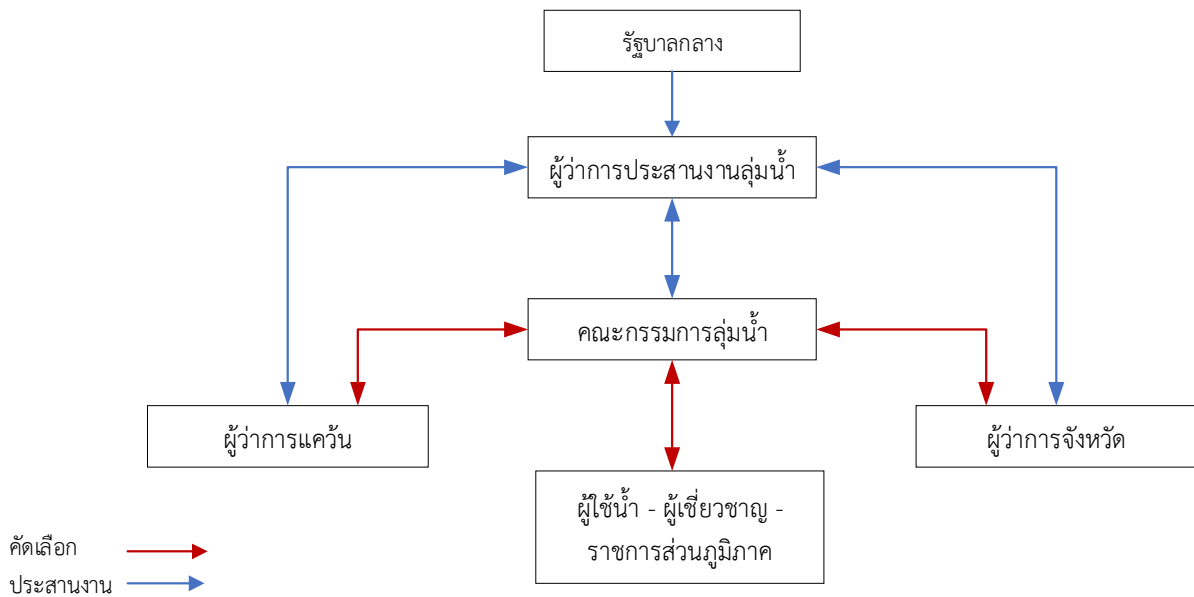 รัฐบาลกลาง
ผู้ว่าการประสานงานลุ่มน้ำ
คณะกรรมการลุ่มน้ำ
ผู้ว่าการแคว้น
ผู้ว่าการจังหวัด
ผู้ใช้น้ำ - ผู้เชี่ยวชาญ -
ราชการส่วนภูมิภาค
คัดเลือก
ประสานงาน